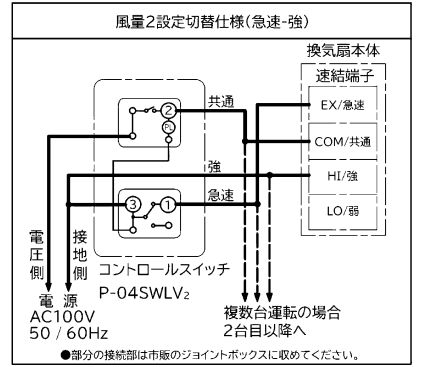 風量2設定切替仕様(急速-強)
換気扇本体
速結端子
EX/急速
COM/共通
HI/強
LO/弱
共通
2
PL
強
急速
3
1
電圧側
接地側
コントロールスイッチ
P-04SWLV2
電 源
AC100V
50 / 60Hz
複数台運転の場合
2台目以降へ
●部分の接続部は市販のジョイントボックスに収めてください。